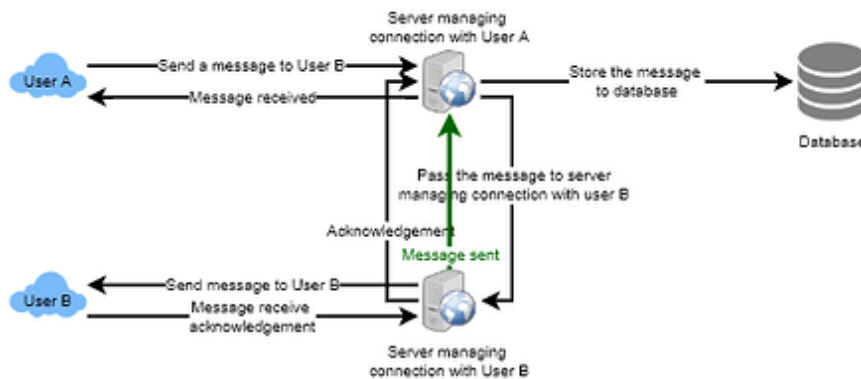 Server managing
connection with User A
User A
Send a message to User B
Message received
Store the message
to database
Database
Pass the message to server
managing connection with user B
Acknowledgement
Message sent
User B
Send message to User B
Message receive
acknowledgement
Server managing
connection with User B